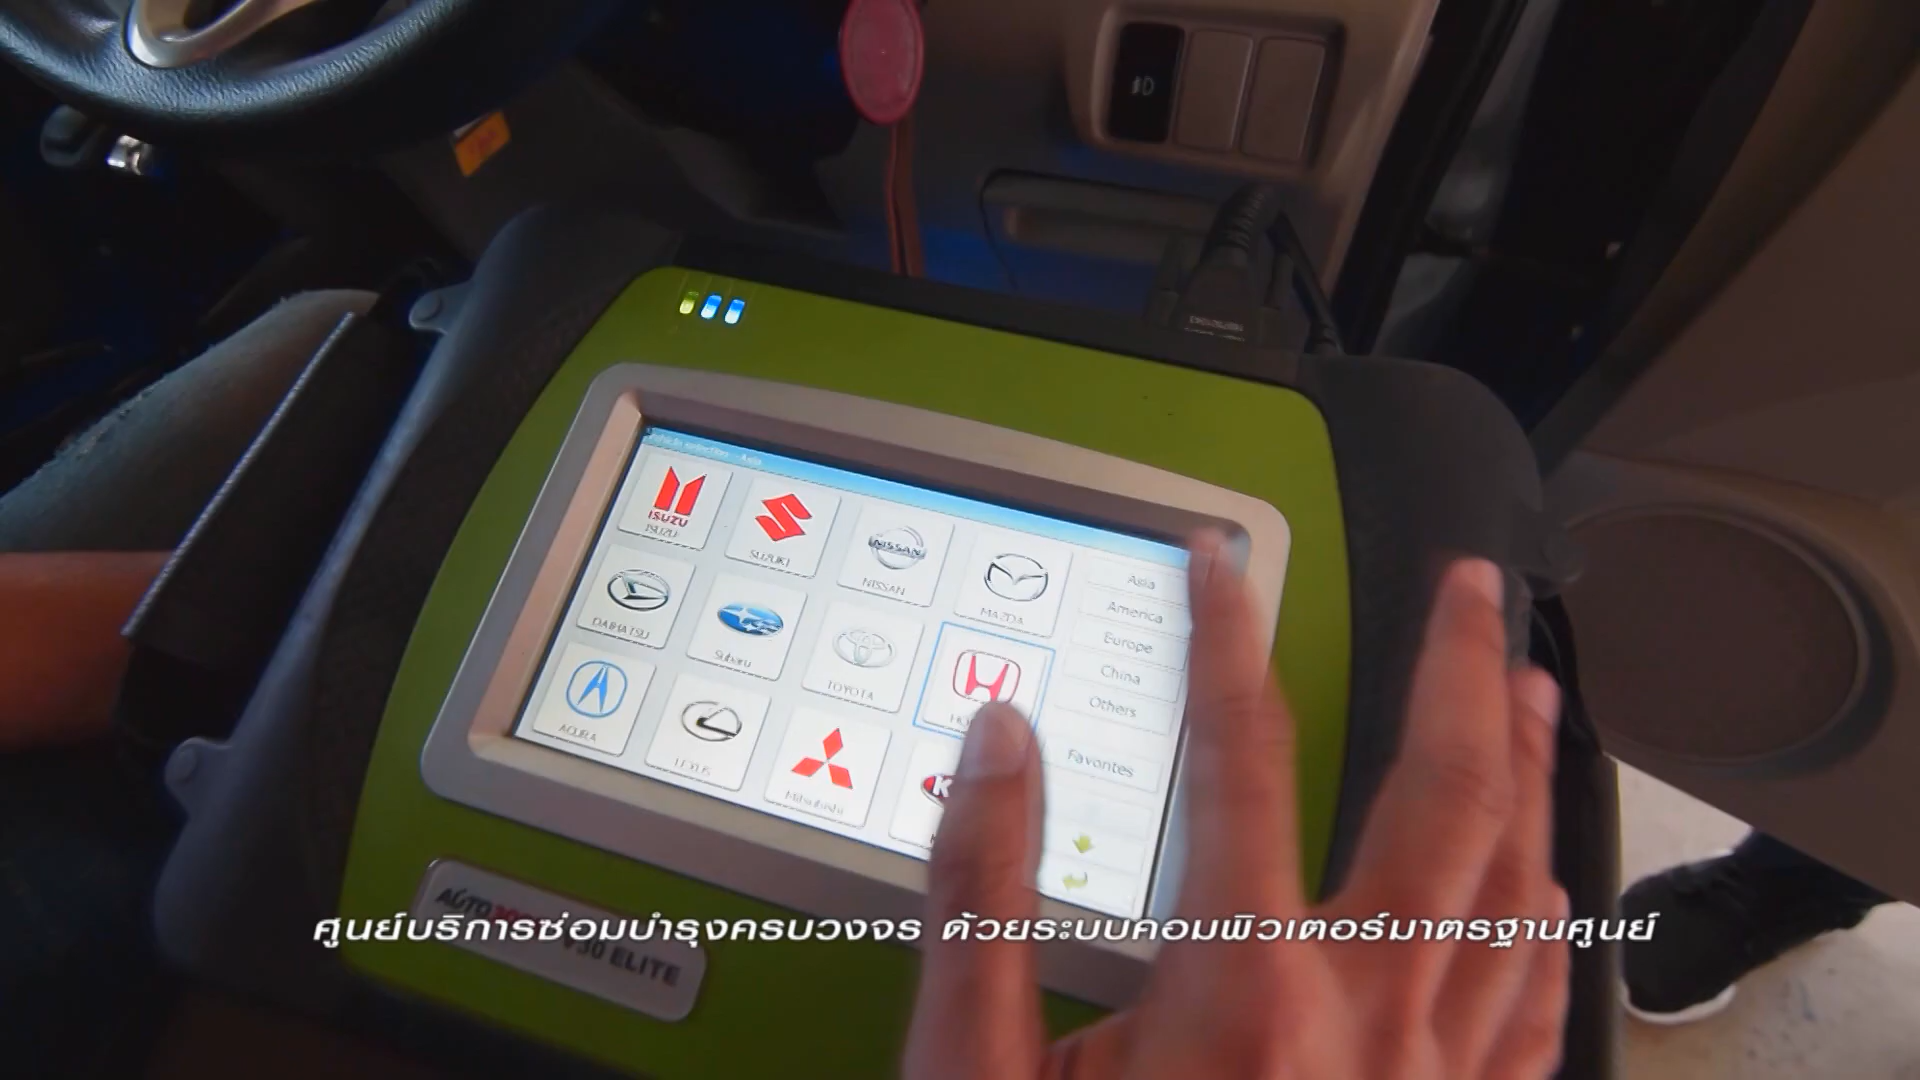 Vehicle selection - Asia
ISUZU
ISUZU
SUZUKI
NISSAN
NISSAN
MAZDA
DAIHATSU
Subaru
TOYOTA
ACURA
LEXUS
Mitsubishi
Asia
America
Europe
China
Others
Favorites
ELITE
ศูนย์บริการซ่อมบำรุงครบวงจร ด้วยระบบคอมพิวเตอร์มาตรฐานศูนย์